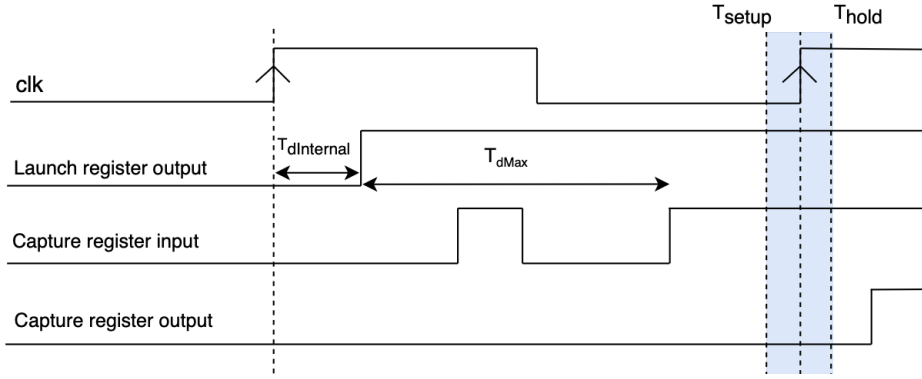 Tsetup
Thold
clk
TdInternal
Launch register output
TdMax
Capture register input
Capture register output